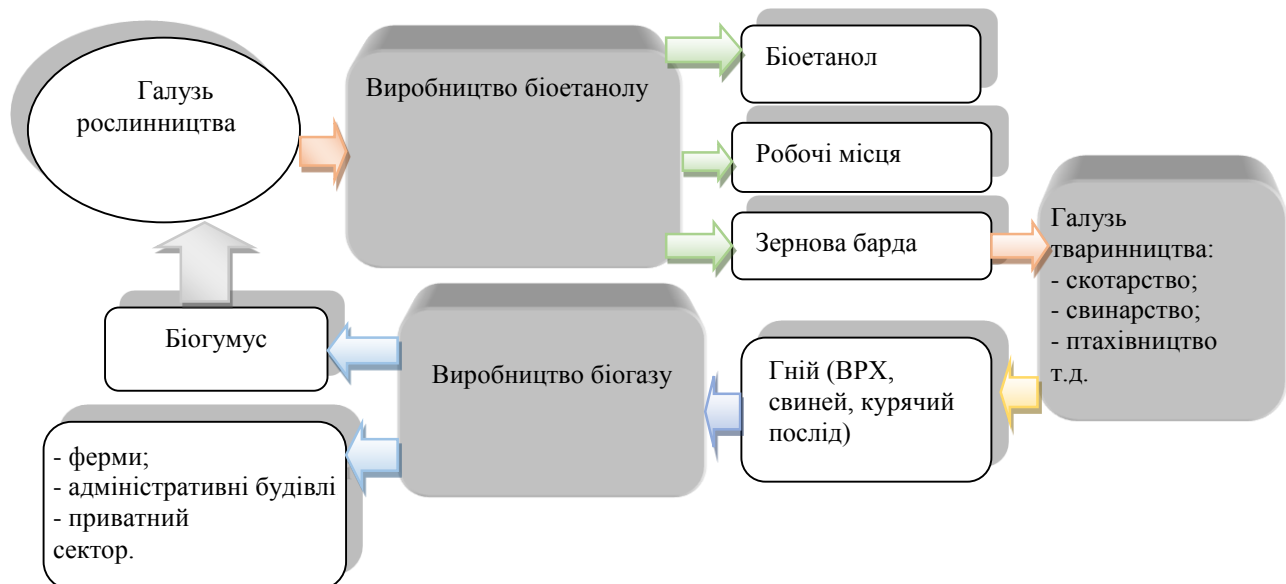 Галузь
рослинництва
Виробництво біоетанолу
Біоетанол
Робочі місця
Зернова барда
Галузь
тваринництва:
- скотарство;
- свинарство;
- птахівництво
т.д.
Біогумус
Виробництво біогазу
Гній (ВРХ,
свиней, курячий
послід)
- ферми;
- адміністративні будівлі
- приватний
сектор.